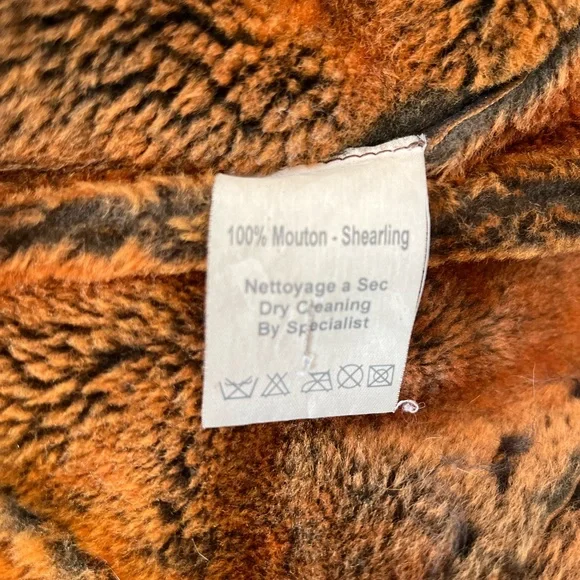 100% Mouton - Shearling
Nettoyage a Sec
Dry Cleaning
By Specialist